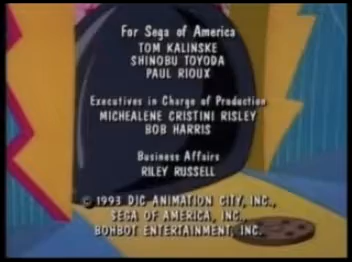 For Sega of America
TOM KALINSKE
SHINOBU TOYODA
PAUL RIOUX
Executives in Charge of Production
MICHEALENE CRISTINI RISLEY
BOB HARRIS
Business Affairs
RILEY RUSSELL
© 1993 DIC ANIMATION CITY, INC.,
SEGA OF AMERICA, INC.,
BOHBOT ENTERTAINMENT, INC.